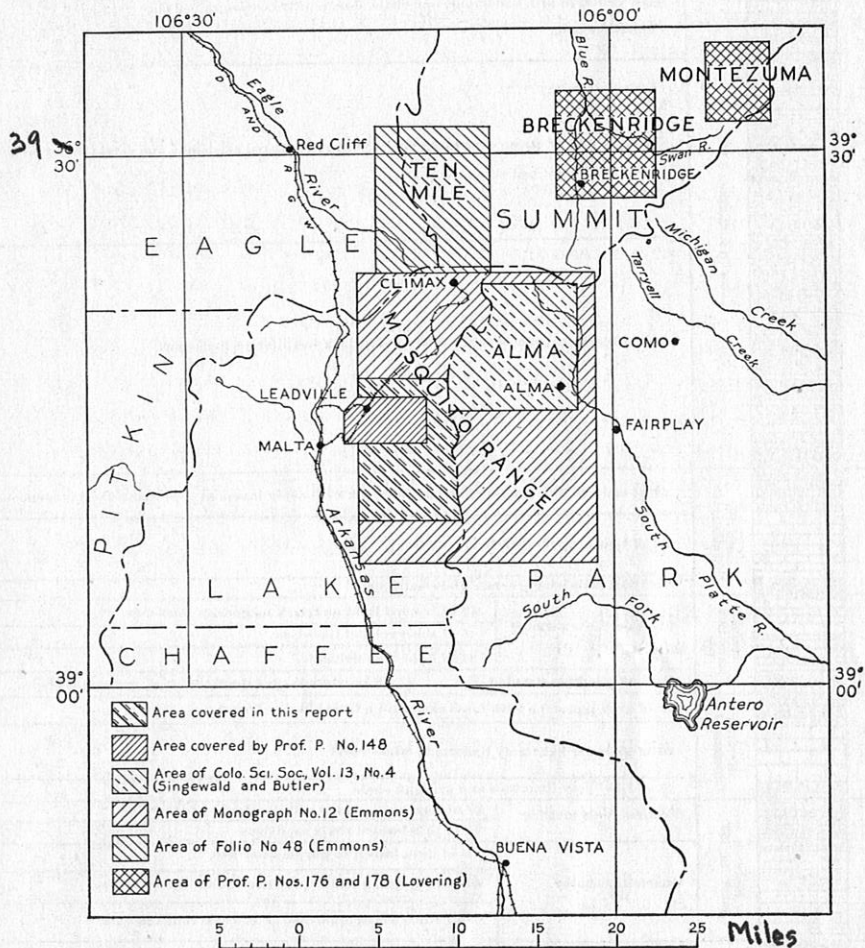 106°30' 106°00'
Eagle
D AND R G W
River
Blue R.
MONTEZUMA
BRECKENRIDGE
39 30' 39° 30'
Red Cliff
TEN MILE
Swan R.
BRECKENRIDGE
SUMMIT
EAGLE
Michigan Creek
Tarryall Creek
CLIMAX
MOSQUITO RANGE
ALMA
COMO
PITKIN
LEADVILLE
ALMA
MALTA
FAIRPLAY
Arkansas River
South Platte R.
LAKE
PARK
South Fork
CHAFFEE
39° 00' 39° 00'
Antero Reservoir
Area covered in this report
Area covered by Prof. P. No. 148
Area of Colo. Sci. Soc, Vol. 13, No. 4
(Singewald and Butler)
Area of Monograph No. 12 (Emmons)
Area of Folio No 48 (Emmons)
Area of Prof. P. Nos. 176 and 178 (Lovering)
BUENA VISTA
5 0 5 10 15 20 25 Miles